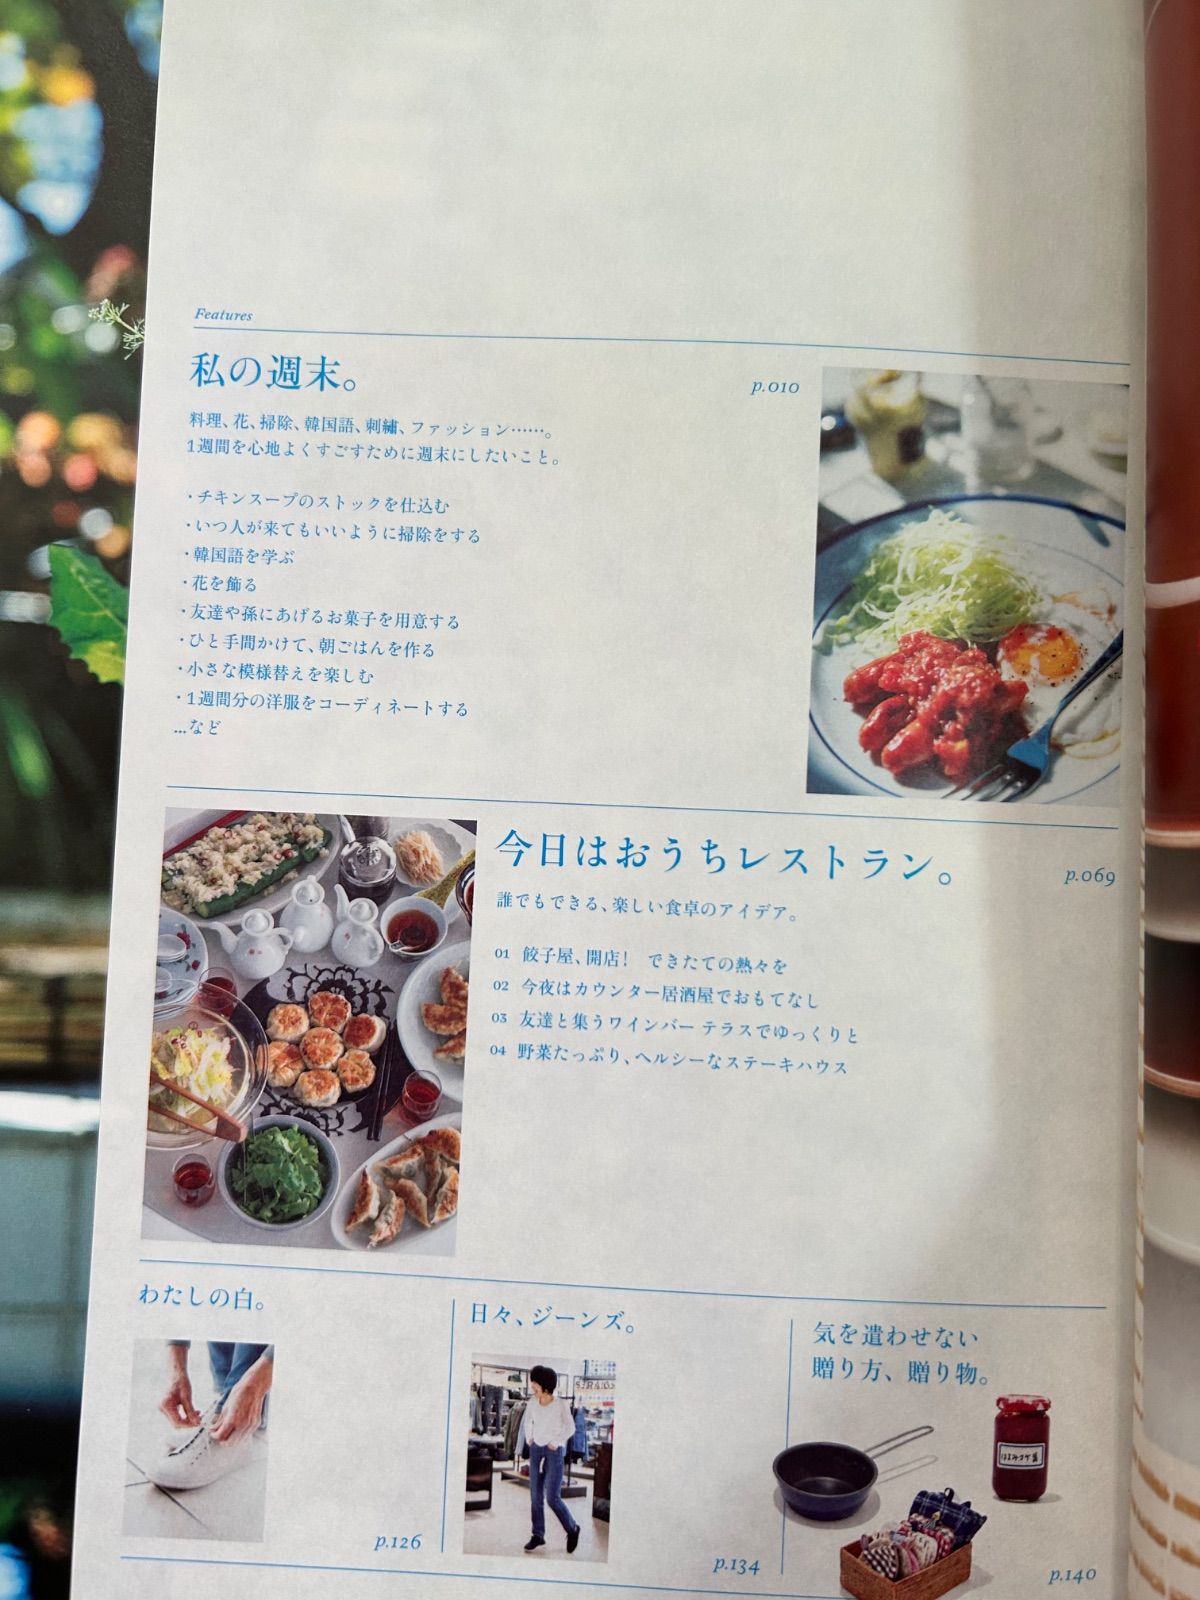 Features
私の週末。
p.010
料理、花、掃除、韓国語、刺繍、ファッション……。
1週間を心地よくすごすために週末にしたいこと。
・チキンスープのストックを仕込む
・いつ人が来てもいいように掃除をする
・韓国語を学ぶ
・花を飾る
・友達や孫にあげるお菓子を用意する
・ひと手間かけて、朝ごはんを作る
・小さな模様替えを楽しむ
・1週間分の洋服をコーディネートする
…など
今日はおうちレストラン。
p.069
誰でもできる、楽しい食卓のアイデア。
01 餃子屋、開店！ できたての熱々を
02 今夜はカウンター居酒屋でおもてなし
03 友達と集うワインバー テラスでゆっくりと
04 野菜たっぷり、ヘルシーなステーキハウス
わたしの白。
p.126
日々、ジーンズ。
p.134
気を遣わせない
贈り方、贈り物。
p.140